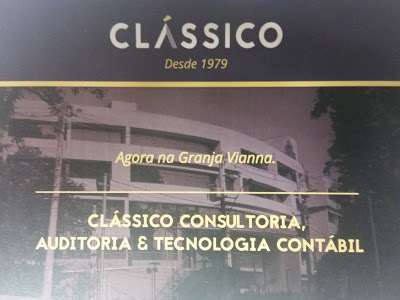 CLÁSSICO
Desde 1979
Agora na Granja Vianna.
CLÁSSICO CONSULTORIA,
AUDITORIA & TECNOLOGIA CONTÁBIL